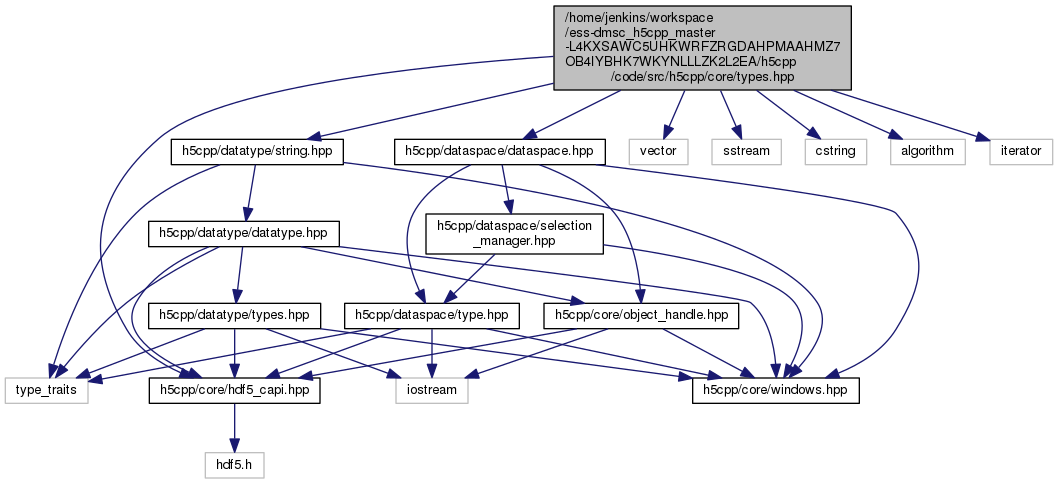 /home/jenkins/workspace
/ess-dmsc_h5cpp_master
-L4KXSAWC5UHKWRFZRGDAHPMAAHMZ7
OB4IYBHK7WKYNLLLZK2L2EA/h5cpp
/code/src/h5cpp/core/types.hpp
h5cpp/datatype/string.hpp
h5cpp/dataspace/dataspace.hpp
vector
sstream
cstring
algorithm
iterator
h5cpp/datatype/datatype.hpp
h5cpp/dataspace/selection
_manager.hpp
h5cpp/datatype/types.hpp
h5cpp/dataspace/type.hpp
h5cpp/core/object_handle.hpp
type_traits
h5cpp/core/hdf5_capi.hpp
iostream
h5cpp/core/windows.hpp
hdf5.h